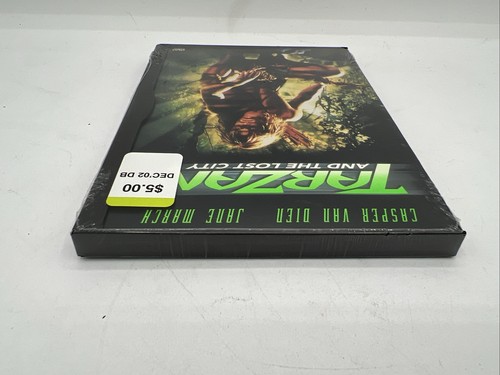 CASPER VAN DIEN JANE MARCH
TARZAN
AND THE LOST CITY
$5.00
DEC'02 DB